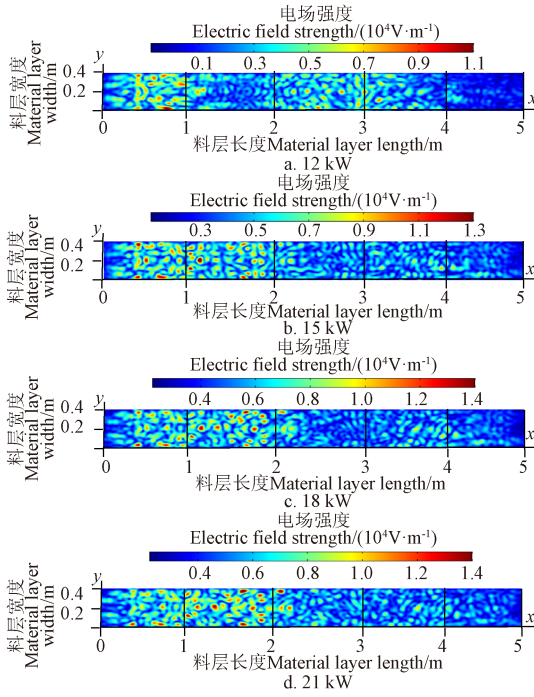 电场强度
Electric field strength/(10⁴V·m⁻¹)
0.1 0.3 0.5 0.7 0.9 1.1
y
0.4
0.2
料层宽度
Material layer
width/m
0 1 2 3 4 5 x
料层长度Material layer length/m
a. 12 kW
电场强度
Electric field strength/(10⁴V·m⁻¹)
0.3 0.5 0.7 0.9 1.1 1.3
y
0.4
0.2
料层宽度
Material layer
width/m
0 1 2 3 4 5 x
料层长度Material layer length/m
b. 15 kW
电场强度
Electric field strength/(10⁴V·m⁻¹)
0.4 0.6 0.8 1.0 1.2 1.4
y
0.4
0.2
料层宽度
Material layer
width/m
0 1 2 3 4 5 x
料层长度Material layer length/m
c. 18 kW
电场强度
Electric field strength/(10⁴V·m⁻¹)
0.4 0.6 0.8 1.0 1.2 1.4
y
0.4
0.2
料层宽度
Material layer
width/m
0 1 2 3 4 5 x
料层长度Material layer length/m
d. 21 kW